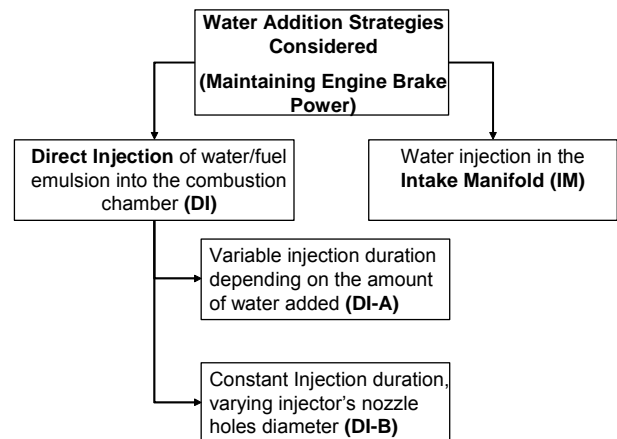 Water Addition Strategies
Considered
(Maintaining Engine Brake
Power)
Direct Injection of water/fuel
emulsion into the combustion
chamber (DI)
Water injection in the
Intake Manifold (IM)
Variable injection duration
depending on the amount
of water added (DI-A)
Constant Injection duration,
varying injector's nozzle
holes diameter (DI-B)